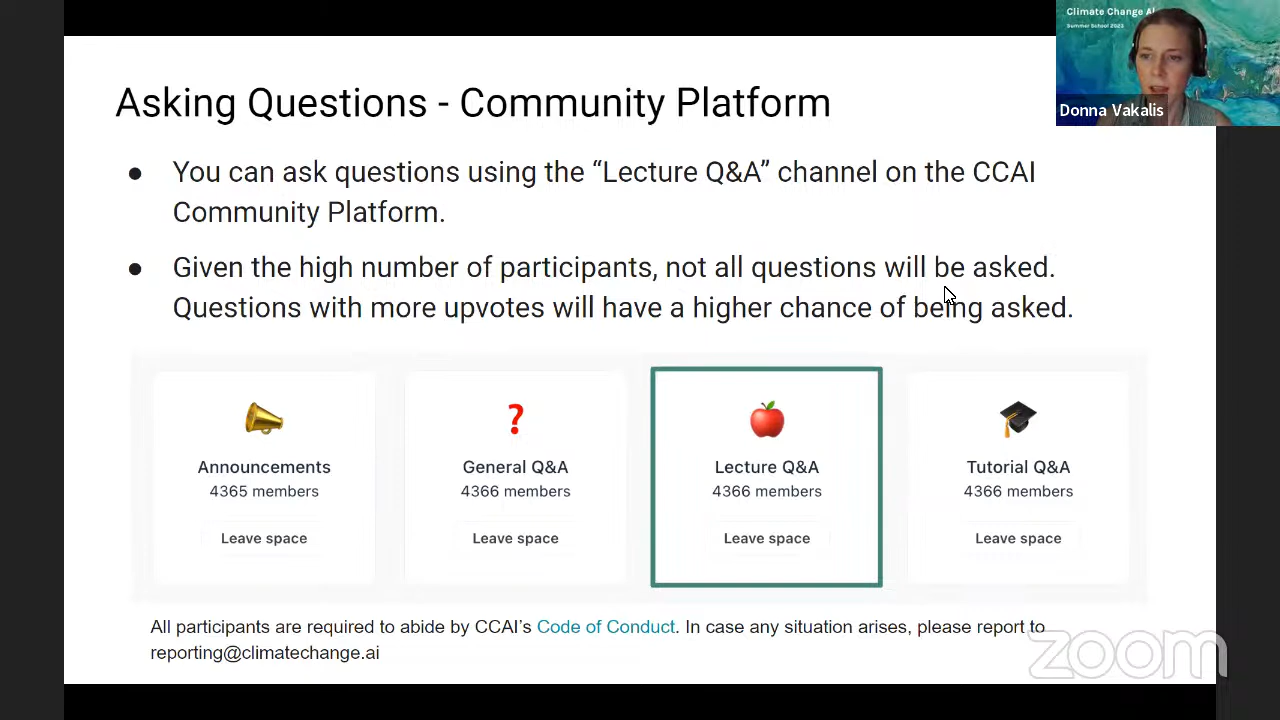 Climate Change AI
Summer School 2023
Donna Vakalis
Asking Questions - Community Platform
● You can ask questions using the “Lecture Q&A” channel on the CCAI
Community Platform.
● Given the high number of participants, not all questions will be asked.
Questions with more upvotes will have a higher chance of being asked.
?
Announcements
4365 members
Leave space
General Q&A
4366 members
Leave space
Lecture Q&A
4366 members
Leave space
Tutorial Q&A
4366 members
Leave space
All participants are required to abide by CCAI’s Code of Conduct. In case any situation arises, please report to
reporting@climatechange.ai
zoom